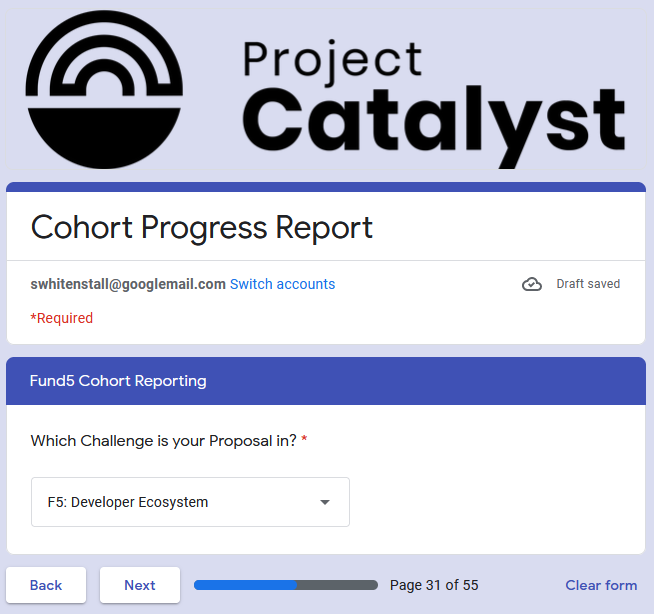 Project
Catalyst
Cohort Progress Report
swhitenstall@googlemail.com Switch accounts
Draft saved
*Required
Fund5 Cohort Reporting
Which Challenge is your Proposal in? *
F5: Developer Ecosystem
Back
Next
Page 31 of 55
Clear form